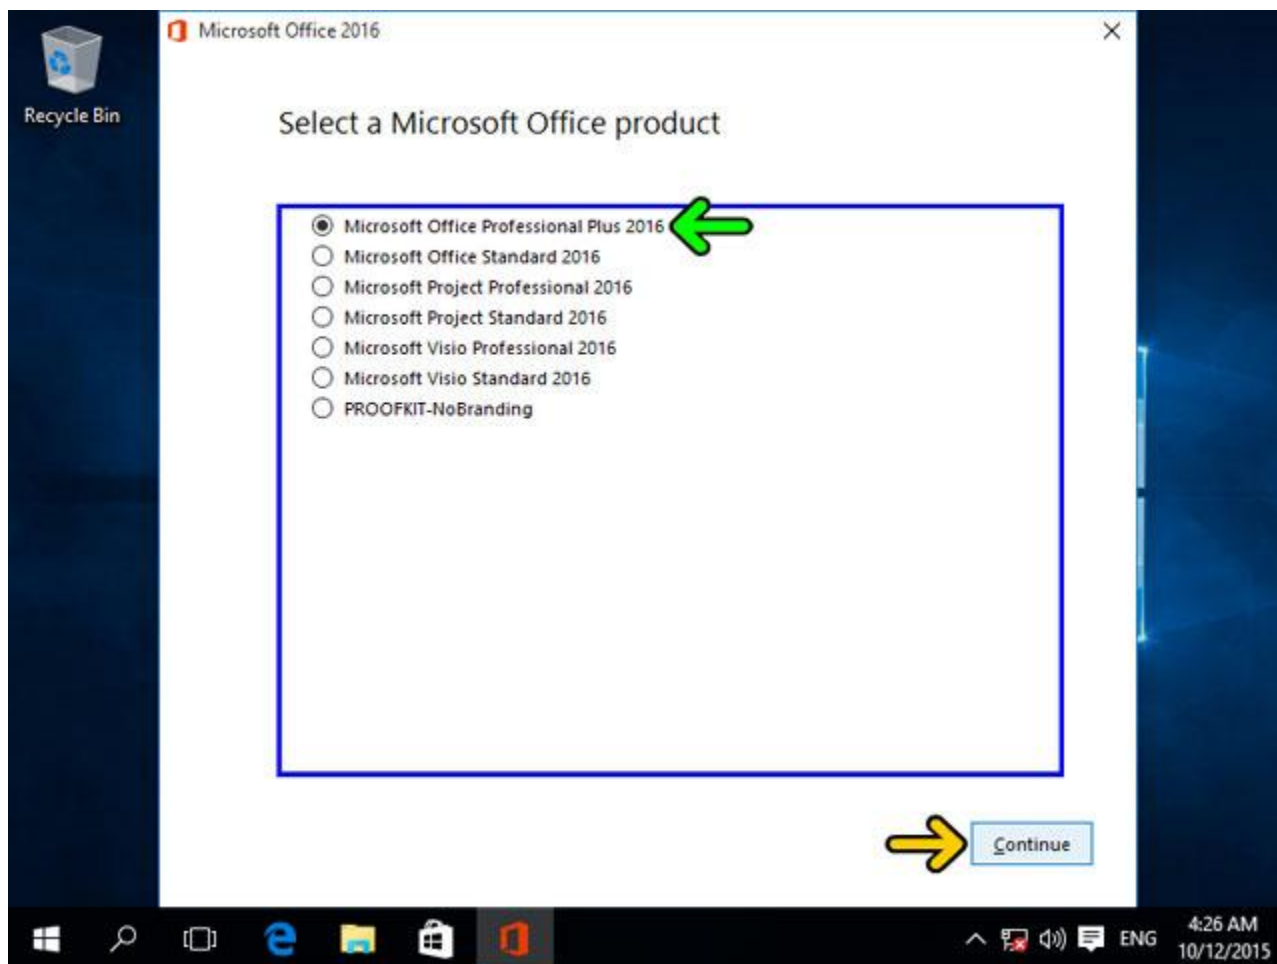 Microsoft Office 2016
Recycle Bin
Select a Microsoft Office product
Microsoft Office Professional Plus 2016
Microsoft Office Standard 2016
Microsoft Project Professional 2016
Microsoft Project Standard 2016
Microsoft Visio Professional 2016
Microsoft Visio Standard 2016
PROOFKIT-NoBranding
Continue
ENG
4:26 AM
10/12/2015